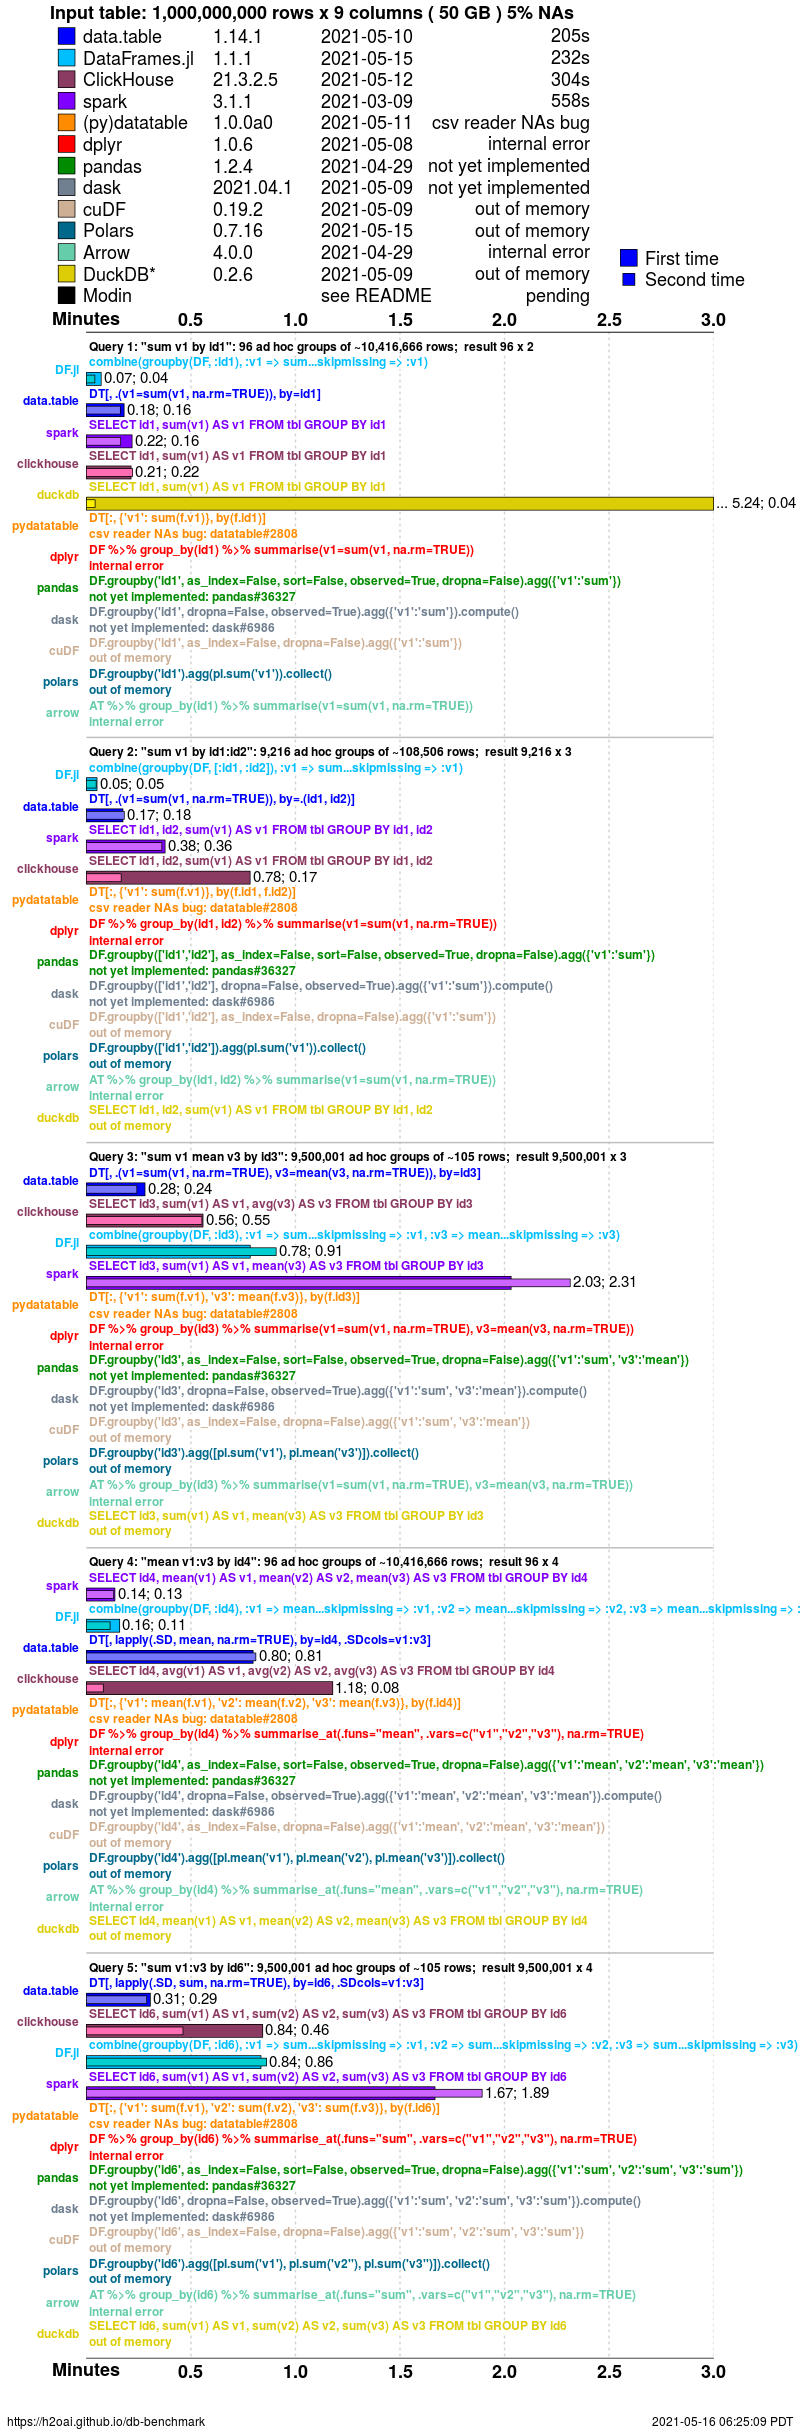 Input table: 1,000,000,000 rows x 9 columns ( 50 GB ) 5% NAs
data.table 1.14.1 2021-05-10 205s
DataFrames.jl 1.1.1 2021-05-15 232s
ClickHouse 21.3.2.5 2021-05-12 304s
spark 3.1.1 2021-03-09 558s
(py)datatable 1.0.0a0 2021-05-11 csv reader NAs bug
dplyr 1.0.6 2021-05-08 internal error
pandas 1.2.4 2021-04-29 not yet implemented
dask 2021.04.1 2021-05-09 not yet implemented
cuDF 0.19.2 2021-05-09 out of memory
Polars 0.7.16 2021-05-15 out of memory
Arrow 4.0.0 2021-04-29 internal error
DuckDB* 0.2.6 2021-05-09 out of memory
Modin see README pending
First time
Second time
Minutes 0.5 1.0 1.5 2.0 2.5 3.0
Query 1: "sum v1 by id1": 96 ad hoc groups of ~10,416,666 rows; result 96 x 2
DF.jl combine(groupby(DF, :id1), :v1 => sum...skipmissing => :v1)
0.07; 0.04
data.table DT[, .(v1=sum(v1, na.rm=TRUE)), by=id1]
0.18; 0.16
spark SELECT id1, sum(v1) AS v1 FROM tbl GROUP BY id1
0.22; 0.16
clickhouse SELECT id1, sum(v1) AS v1 FROM tbl GROUP BY id1
0.21; 0.22
duckdb SELECT id1, sum(v1) AS v1 FROM tbl GROUP BY id1
... 5.24; 0.04
pydatatable DT[:, {'v1': sum(f.v1)}, by(f.id1)]
csv reader NAs bug: datatable#2808
dplyr DF %>% group_by(id1) %>% summarise(v1=sum(v1, na.rm=TRUE))
internal error
pandas DF.groupby('id1', as_index=False, sort=False, observed=True, dropna=False).agg({'v1':'sum'})
not yet implemented: pandas#36327
dask DF.groupby('id1', dropna=False, observed=True).agg({'v1':'sum'}).compute()
not yet implemented: dask#6986
cuDF DF.groupby('id1', as_index=False, dropna=False).agg({'v1':'sum'})
out of memory
polars DF.groupby('id1').agg(pl.sum('v1')).collect()
out of memory
arrow AT %>% group_by(id1) %>% summarise(v1=sum(v1, na.rm=TRUE))
internal error
Query 2: "sum v1 by id1:id2": 9,216 ad hoc groups of ~108,506 rows; result 9,216 x 3
DF.jl combine(groupby(DF, [:id1, :id2]), :v1 => sum...skipmissing => :v1)
0.05; 0.05
data.table DT[, .(v1=sum(v1, na.rm=TRUE)), by=.(id1, id2)]
0.17; 0.18
spark SELECT id1, id2, sum(v1) AS v1 FROM tbl GROUP BY id1, id2
0.38; 0.36
clickhouse SELECT id1, id2, sum(v1) AS v1 FROM tbl GROUP BY id1, id2
0.78; 0.17
pydatatable DT[:, {'v1': sum(f.v1)}, by(f.id1, f.id2)]
csv reader NAs bug: datatable#2808
dplyr DF %>% group_by(id1, id2) %>% summarise(v1=sum(v1, na.rm=TRUE))
internal error
pandas DF.groupby(['id1','id2'], as_index=False, sort=False, observed=True, dropna=False).agg({'v1':'sum'})
not yet implemented: pandas#36327
dask DF.groupby(['id1','id2'], dropna=False, observed=True).agg({'v1':'sum'}).compute()
not yet implemented: dask#6986
cuDF DF.groupby(['id1','id2'], as_index=False, dropna=False).agg({'v1':'sum'})
out of memory
polars DF.groupby(['id1','id2']).agg(pl.sum('v1')).collect()
out of memory
arrow AT %>% group_by(id1, id2) %>% summarise(v1=sum(v1, na.rm=TRUE))
internal error
duckdb SELECT id1, id2, sum(v1) AS v1 FROM tbl GROUP BY id1, id2
out of memory
Query 3: "sum v1 mean v3 by id3": 9,500,001 ad hoc groups of ~105 rows; result 9,500,001 x 3
data.table DT[, .(v1=sum(v1, na.rm=TRUE), v3=mean(v3, na.rm=TRUE)), by=id3]
0.28; 0.24
clickhouse SELECT id3, sum(v1) AS v1, avg(v3) AS v3 FROM tbl GROUP BY id3
0.56; 0.55
DF.jl combine(groupby(DF, :id3), :v1 => sum...skipmissing => :v1, :v3 => mean...skipmissing => :v3)
0.78; 0.91
spark SELECT id3, sum(v1) AS v1, mean(v3) AS v3 FROM tbl GROUP BY id3
2.03; 2.31
pydatatable DT[:, {'v1': sum(f.v1), 'v3': mean(f.v3)}, by(f.id3)]
csv reader NAs bug: datatable#2808
dplyr DF %>% group_by(id3) %>% summarise(v1=sum(v1, na.rm=TRUE), v3=mean(v3, na.rm=TRUE))
internal error
pandas DF.groupby('id3', as_index=False, sort=False, observed=True, dropna=False).agg({'v1':'sum', 'v3':'mean'})
not yet implemented: pandas#36327
dask DF.groupby('id3', dropna=False, observed=True).agg({'v1':'sum', 'v3':'mean'}).compute()
not yet implemented: dask#6986
cuDF DF.groupby('id3', as_index=False, dropna=False).agg({'v1':'sum', 'v3':'mean'})
out of memory
polars DF.groupby('id3').agg([pl.sum('v1'), pl.mean('v3')]).collect()
out of memory
arrow AT %>% group_by(id3) %>% summarise(v1=sum(v1, na.rm=TRUE), v3=mean(v3, na.rm=TRUE))
internal error
duckdb SELECT id3, sum(v1) AS v1, mean(v3) AS v3 FROM tbl GROUP BY id3
out of memory
Query 4: "mean v1:v3 by id4": 96 ad hoc groups of ~10,416,666 rows; result 96 x 4
spark SELECT id4, mean(v1) AS v1, mean(v2) AS v2, mean(v3) AS v3 FROM tbl GROUP BY id4
0.14; 0.13
DF.jl combine(groupby(DF, :id4), :v1 => mean...skipmissing => :v1, :v2 => mean...skipmissing => :v2, :v3 => mean...skipmissing => :
0.16; 0.11
data.table DT[, lapply(.SD, mean, na.rm=TRUE), by=id4, .SDcols=v1:v3]
0.80; 0.81
clickhouse SELECT id4, avg(v1) AS v1, avg(v2) AS v2, avg(v3) AS v3 FROM tbl GROUP BY id4
1.18; 0.08
pydatatable DT[:, {'v1': mean(f.v1), 'v2': mean(f.v2), 'v3': mean(f.v3)}, by(f.id4)]
csv reader NAs bug: datatable#2808
dplyr DF %>% group_by(id4) %>% summarise_at(.funs="mean", .vars=c("v1","v2","v3"), na.rm=TRUE)
internal error
pandas DF.groupby('id4', as_index=False, sort=False, observed=True, dropna=False).agg({'v1':'mean', 'v2':'mean', 'v3':'mean'})
not yet implemented: pandas#36327
dask DF.groupby('id4', dropna=False, observed=True).agg({'v1':'mean', 'v2':'mean', 'v3':'mean'}).compute()
not yet implemented: dask#6986
cuDF DF.groupby('id4', as_index=False, dropna=False).agg({'v1':'mean', 'v2':'mean', 'v3':'mean'})
out of memory
polars DF.groupby('id4').agg([pl.mean('v1'), pl.mean('v2'), pl.mean('v3')]).collect()
out of memory
arrow AT %>% group_by(id4) %>% summarise_at(.funs="mean", .vars=c("v1","v2","v3"), na.rm=TRUE)
internal error
duckdb SELECT id4, mean(v1) AS v1, mean(v2) AS v2, mean(v3) AS v3 FROM tbl GROUP BY id4
out of memory
Query 5: "sum v1:v3 by id6": 9,500,001 ad hoc groups of ~105 rows; result 9,500,001 x 4
data.table DT[, lapply(.SD, sum, na.rm=TRUE), by=id6, .SDcols=v1:v3]
0.31; 0.29
clickhouse SELECT id6, sum(v1) AS v1, sum(v2) AS v2, sum(v3) AS v3 FROM tbl GROUP BY id6
0.84; 0.46
DF.jl combine(groupby(DF, :id6), :v1 => sum...skipmissing => :v1, :v2 => sum...skipmissing => :v2, :v3 => sum...skipmissing => :v3)
0.84; 0.86
spark SELECT id6, sum(v1) AS v1, sum(v2) AS v2, sum(v3) AS v3 FROM tbl GROUP BY id6
1.67; 1.89
pydatatable DT[:, {'v1': sum(f.v1), 'v2': sum(f.v2), 'v3': sum(f.v3)}, by(f.id6)]
csv reader NAs bug: datatable#2808
dplyr DF %>% group_by(id6) %>% summarise_at(.funs="sum", .vars=c("v1","v2","v3"), na.rm=TRUE)
internal error
pandas DF.groupby('id6', as_index=False, sort=False, observed=True, dropna=False).agg({'v1':'sum', 'v2':'sum', 'v3':'sum'})
not yet implemented: pandas#36327
dask DF.groupby('id6', dropna=False, observed=True).agg({'v1':'sum', 'v2':'sum', 'v3':'sum'}).compute()
not yet implemented: dask#6986
cuDF DF.groupby('id6', as_index=False, dropna=False).agg({'v1':'sum', 'v2':'sum', 'v3':'sum'})
out of memory
polars DF.groupby('id6').agg([pl.sum('v1'), pl.sum('v2"), pl.sum('v3")]).collect()
out of memory
arrow AT %>% group_by(id6) %>% summarise_at(.funs="sum", .vars=c("v1","v2","v3"), na.rm=TRUE)
internal error
duckdb SELECT id6, sum(v1) AS v1, sum(v2) AS v2, sum(v3) AS v3 FROM tbl GROUP BY id6
out of memory
Minutes 0.5 1.0 1.5 2.0 2.5 3.0
https://h2oai.github.io/db-benchmark 2021-05-16 06:25:09 PDT